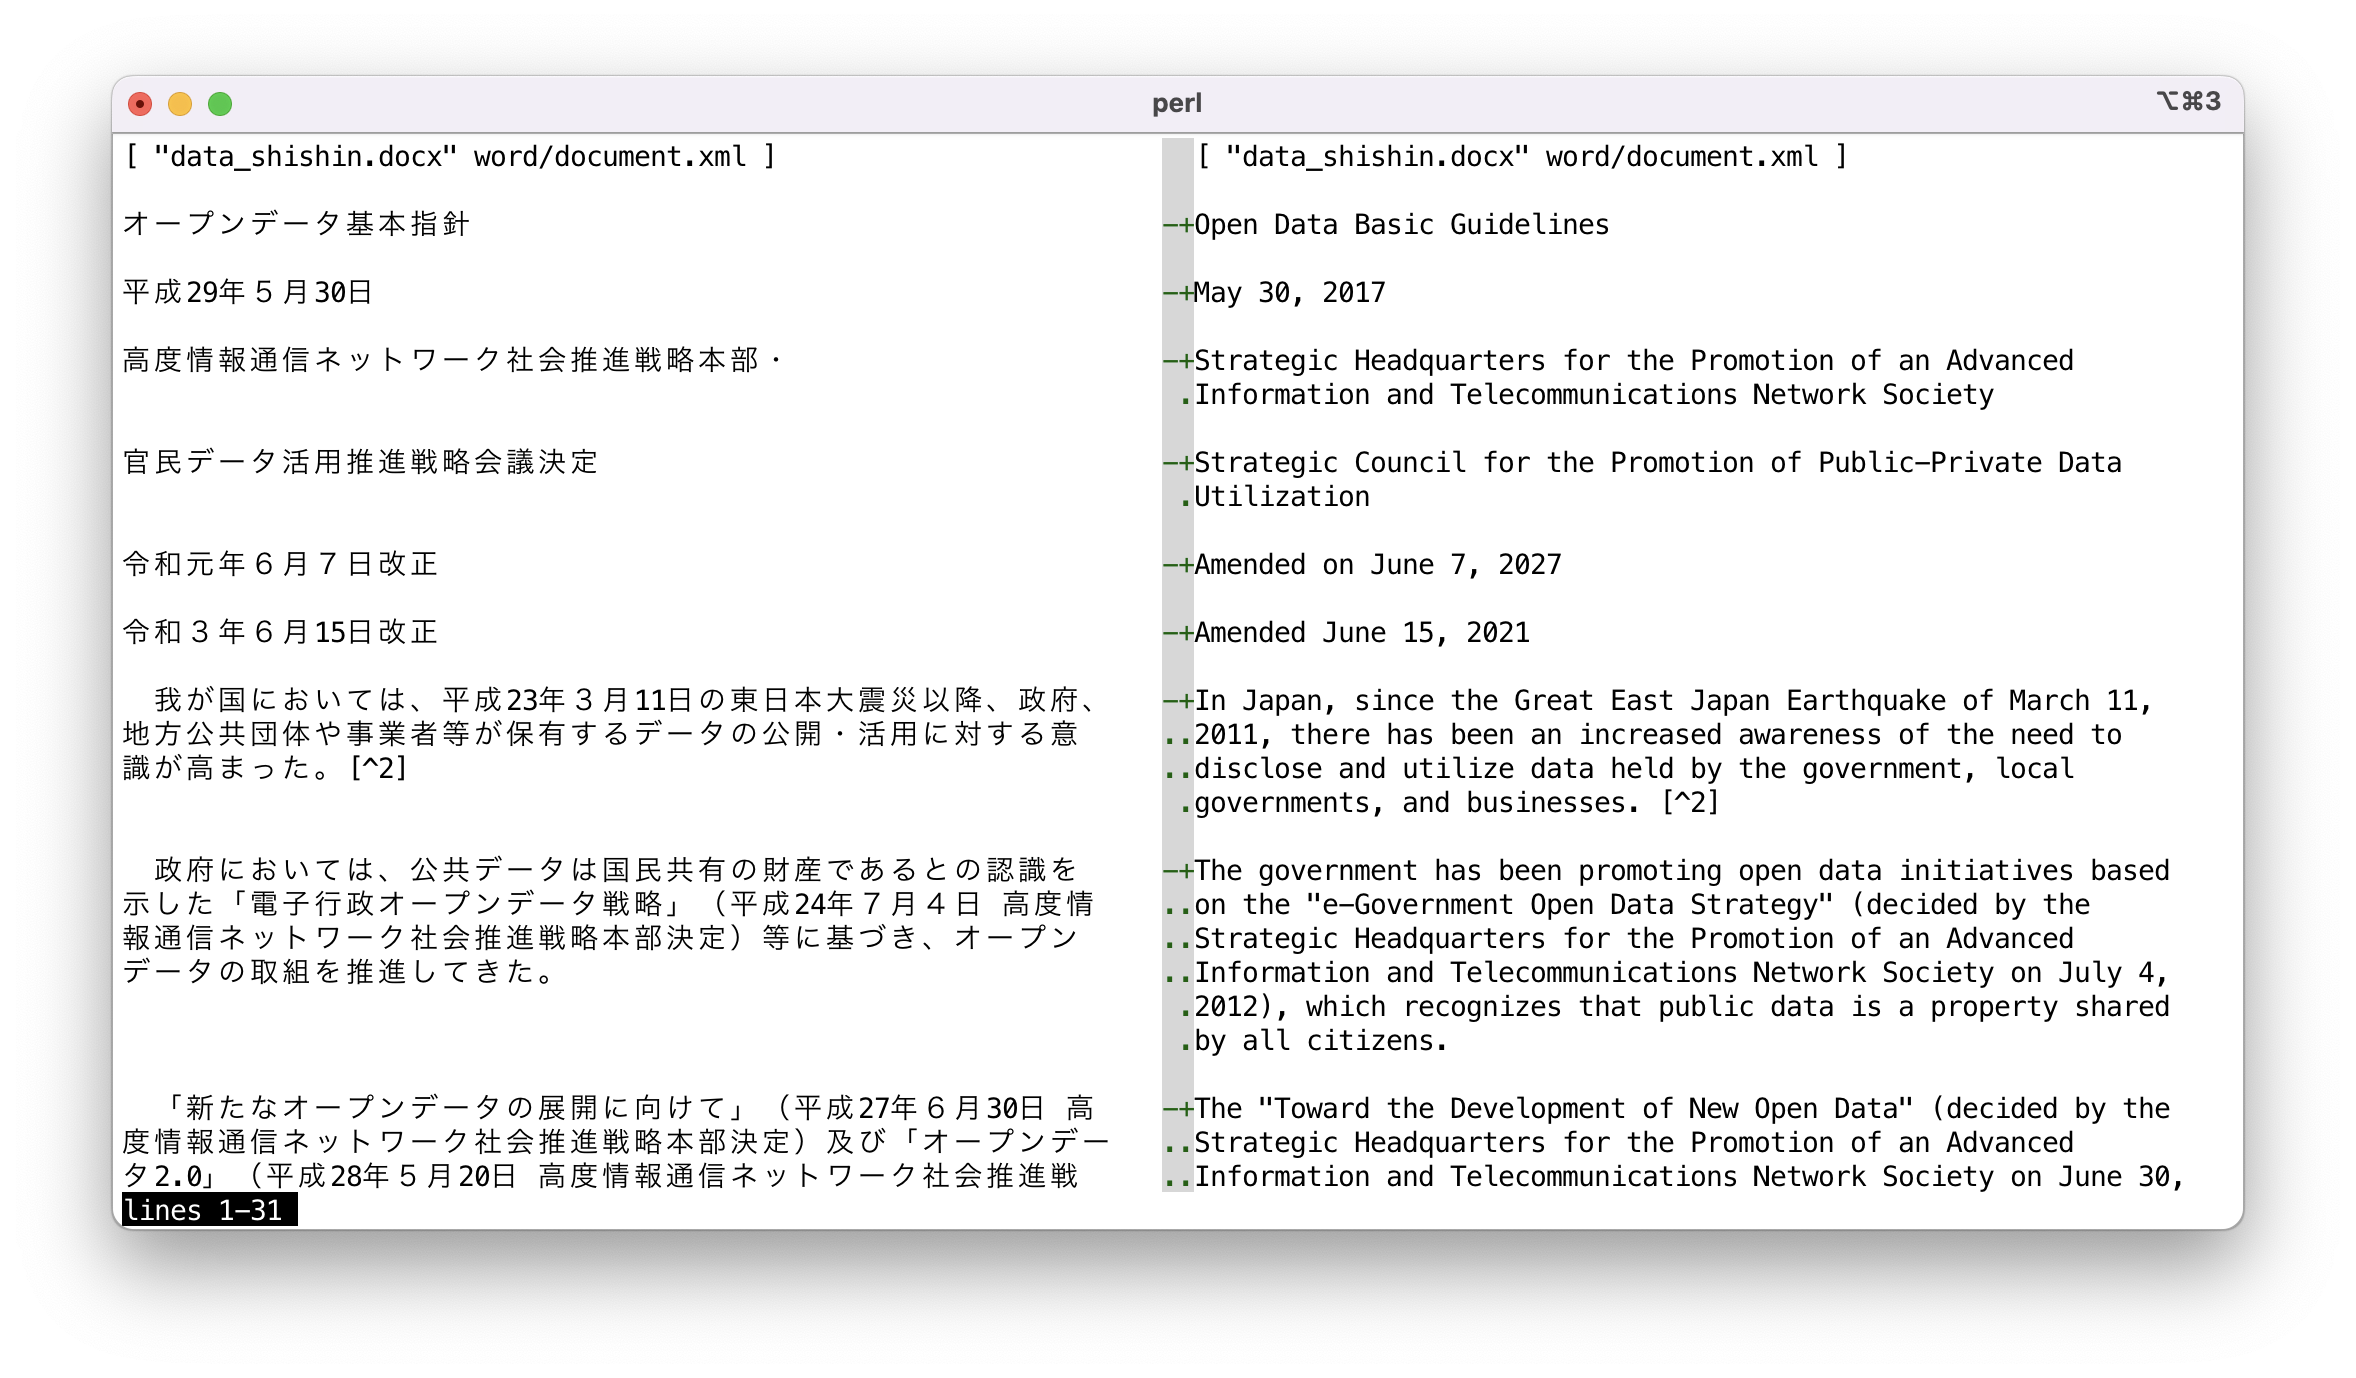 perl
⌥⌘3
[ "data_shishin.docx" word/document.xml ]
オープンデータ基本指針
平成29年５月30日
高度情報通信ネットワーク社会推進戦略本部・
官民データ活用推進戦略会議決定
令和元年６月７日改正
令和３年６月15日改正
　我が国においては、平成23年３月11日の東日本大震災以降、政府、
地方公共団体や事業者等が保有するデータの公開・活用に対する意
識が高まった。[^2]
　政府においては、公共データは国民共有の財産であるとの認識を
示した「電子行政オープンデータ戦略」（平成24年７月４日 高度情
報通信ネットワーク社会推進戦略本部決定）等に基づき、オープン
データの取組を推進してきた。
　「新たなオープンデータの展開に向けて」（平成27年６月30日 高
度情報通信ネットワーク社会推進戦略本部決定）及び「オープンデー
タ2.0」（平成28年５月20日 高度情報通信ネットワーク社会推進戦
[ "data_shishin.docx" word/document.xml ]
-+Open Data Basic Guidelines
-+May 30, 2017
-+Strategic Headquarters for the Promotion of an Advanced
.Information and Telecommunications Network Society
-+Strategic Council for the Promotion of Public-Private Data
.Utilization
-+Amended on June 7, 2027
-+Amended June 15, 2021
-+In Japan, since the Great East Japan Earthquake of March 11,
..2011, there has been an increased awareness of the need to
..disclose and utilize data held by the government, local
.governments, and businesses. [^2]
-+The government has been promoting open data initiatives based
..on the "e-Government Open Data Strategy" (decided by the
..Strategic Headquarters for the Promotion of an Advanced
..Information and Telecommunications Network Society on July 4,
.2012), which recognizes that public data is a property shared
.by all citizens.
-+The "Toward the Development of New Open Data" (decided by the
..Strategic Headquarters for the Promotion of an Advanced
..Information and Telecommunications Network Society on June 30,
lines 1-31